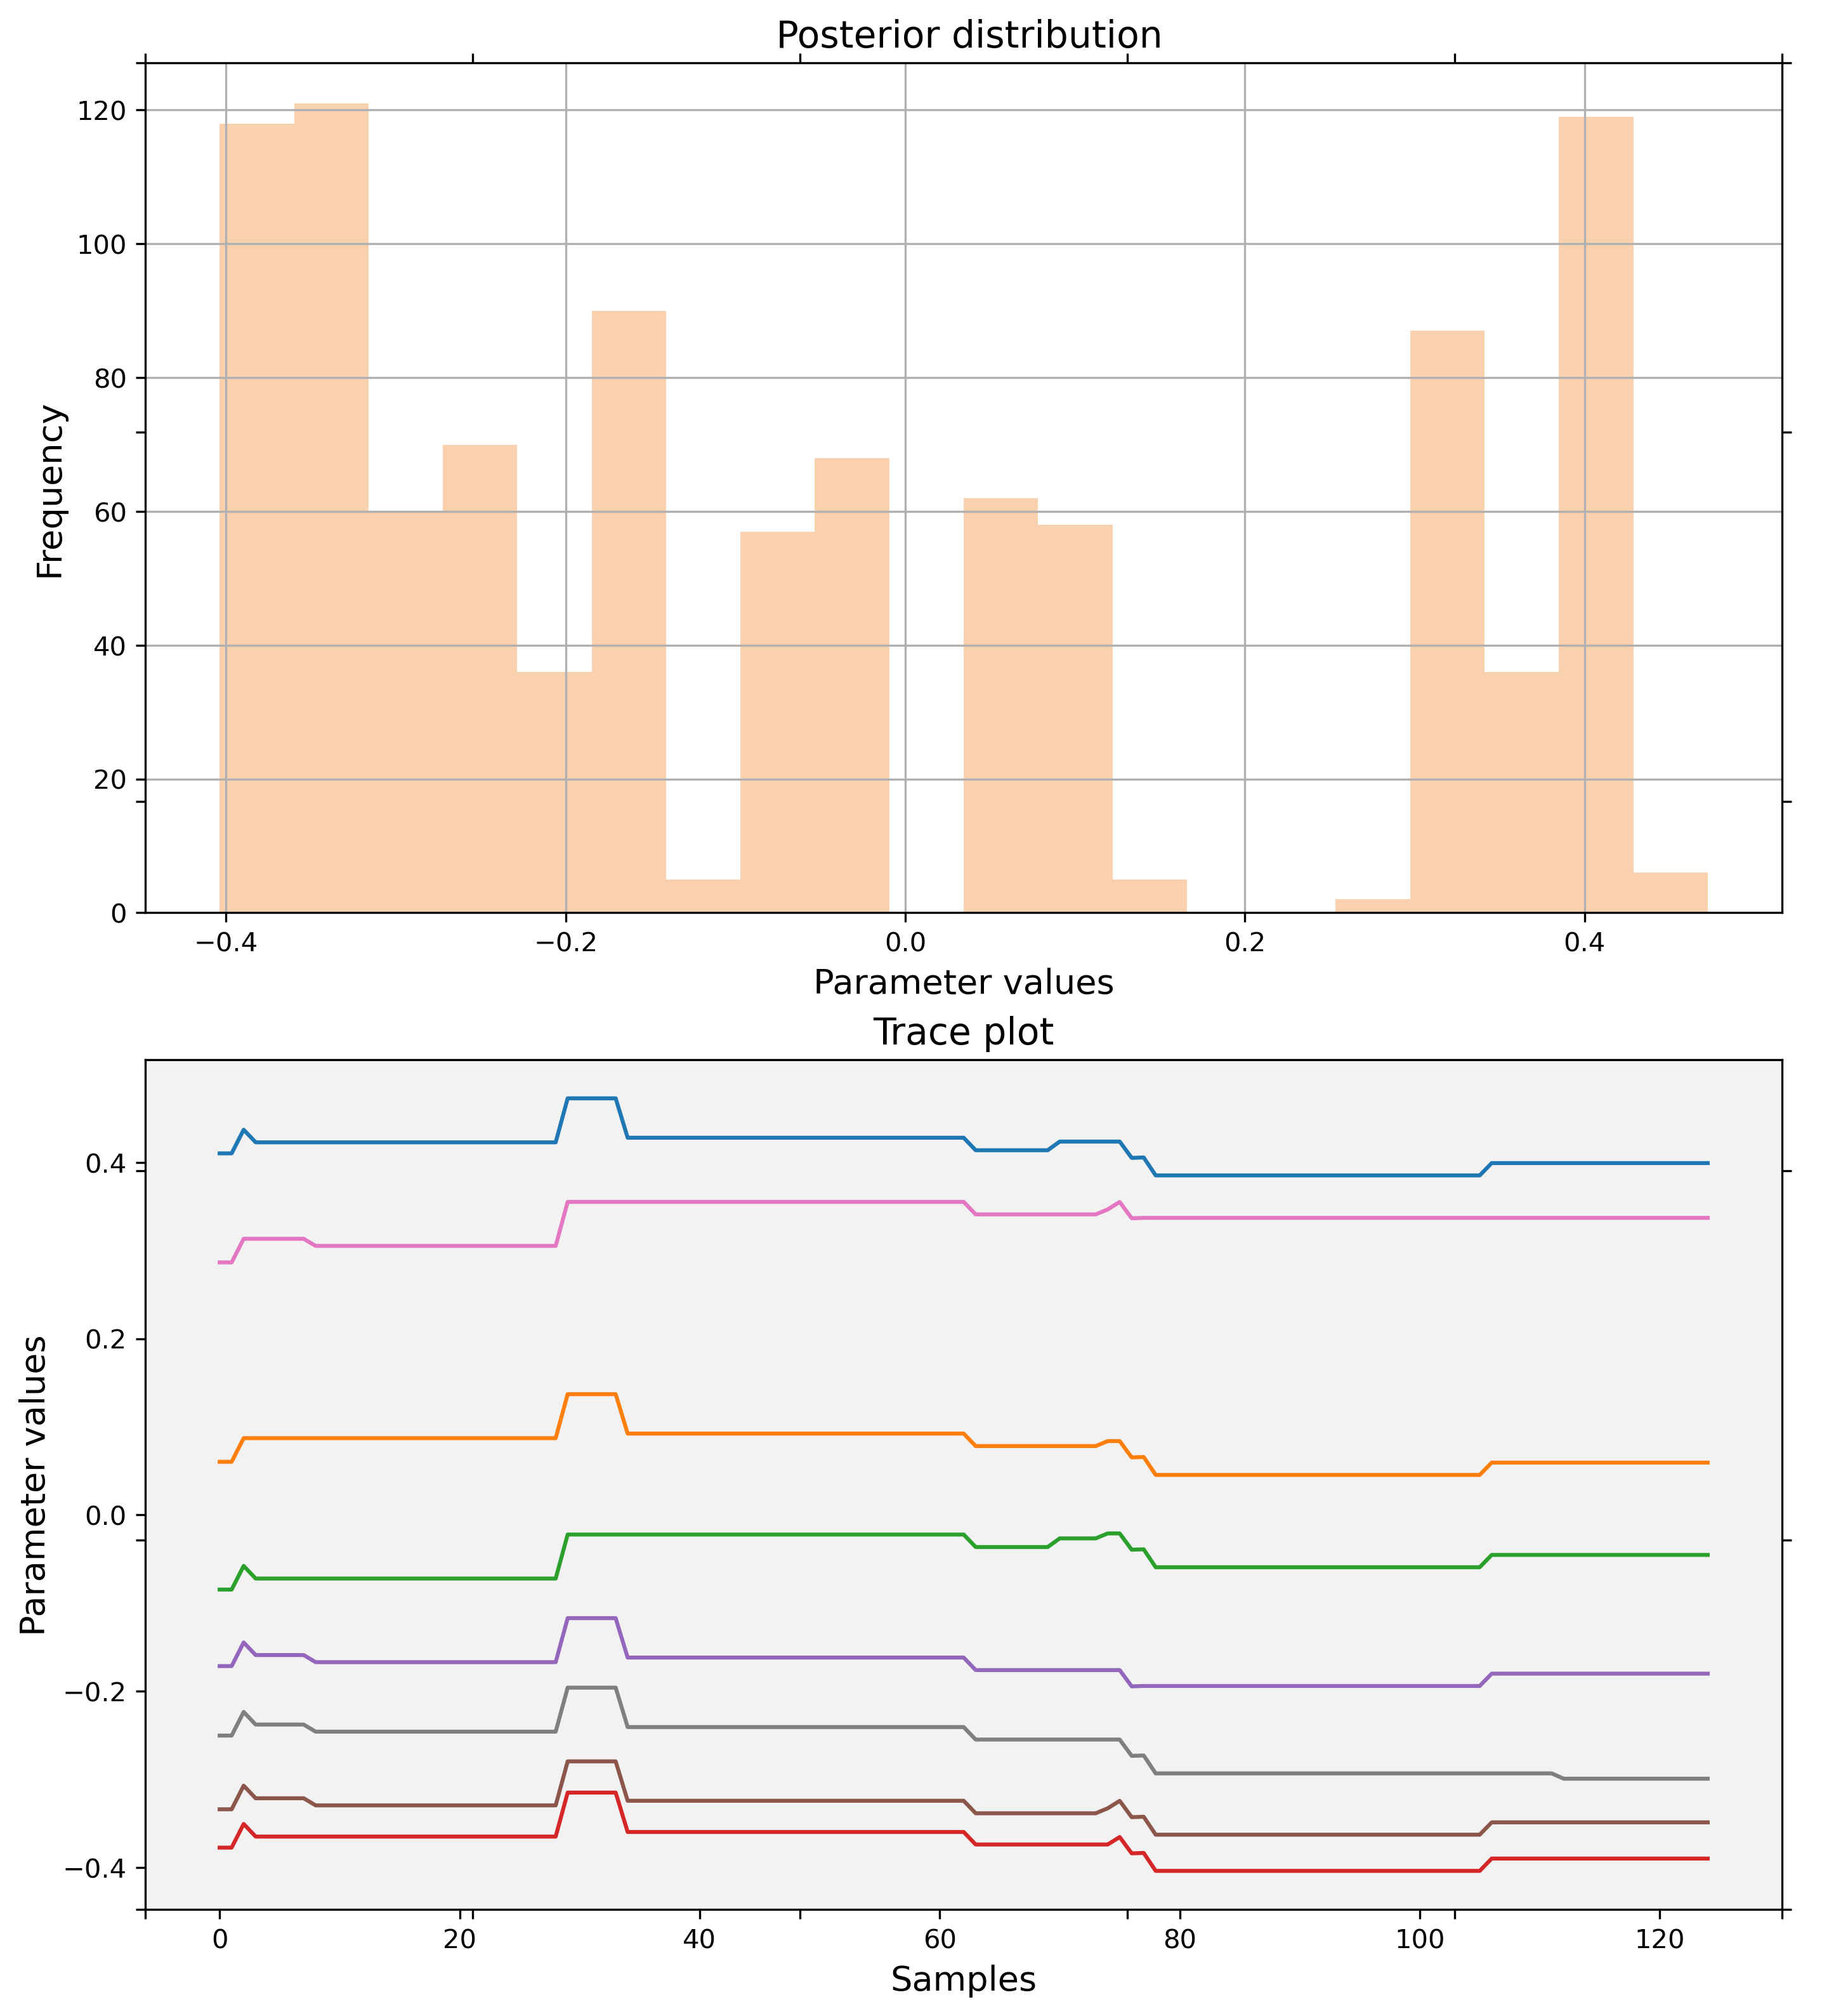 Posterior distribution
120
100
80
60
40
20
0
Frequency
−0.4 −0.2 0.0 0.2 0.4
Parameter values
Trace plot
0.4
0.2
0.0
−0.2
−0.4
Parameter values
0 20 40 60 80 100 120
Samples